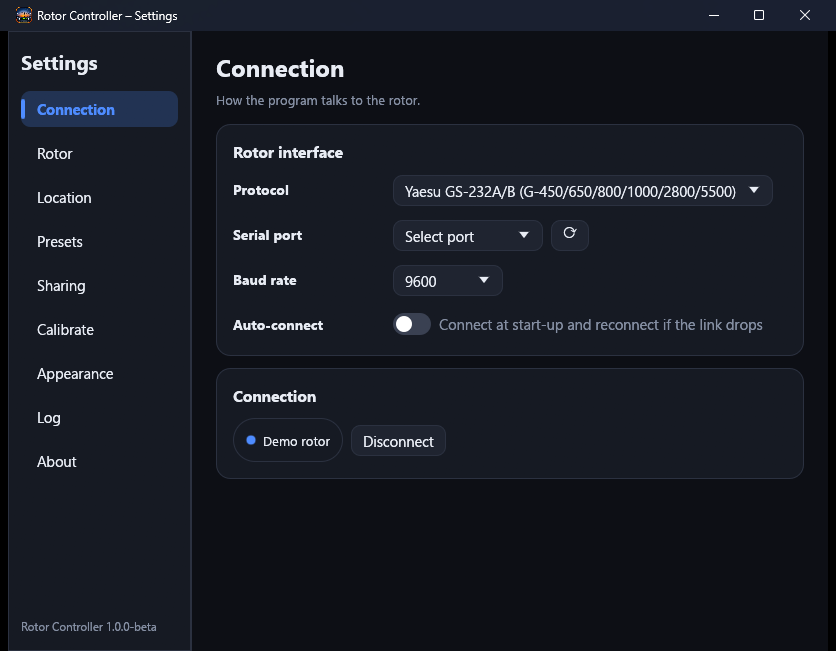 Rotor Controller – Settings
Settings
Connection
Rotor
Location
Presets
Sharing
Calibrate
Appearance
Log
About
Rotor Controller 1.0.0-beta
Connection
How the program talks to the rotor.
Rotor interface
Protocol
Yaesu GS-232A/B (G-450/650/800/1000/2800/5500)
Serial port
Select port
Baud rate
9600
Auto-connect
Connect at start-up and reconnect if the link drops
Connection
Demo rotor
Disconnect